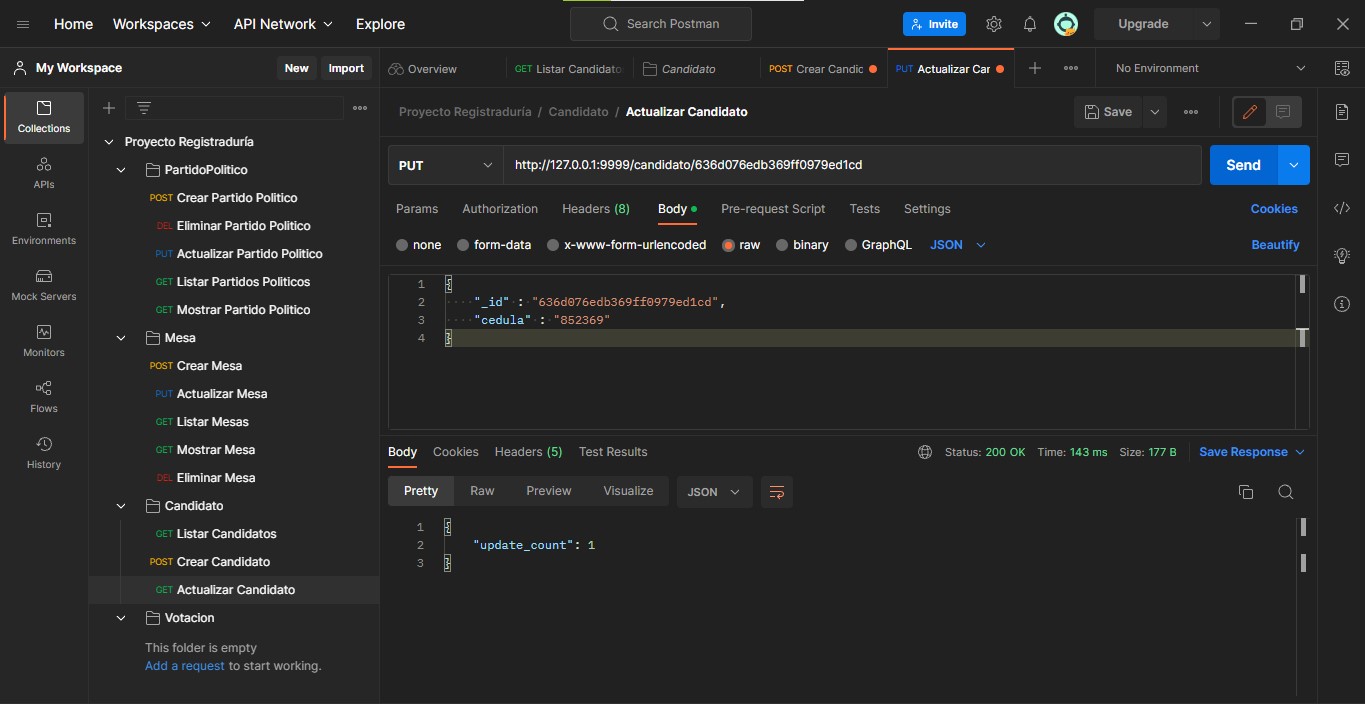 Home Workspaces API Network Explore Search Postman Invite Upgrade
My Workspace New Import Overview GET Listar Candidato POST Crear Candic PUT Actualizar Car No Environment
Candidato
Collections
APIs
Environments
Mock Servers
Monitors
Flows
History
Proyecto Registraduría
PartidoPolitico
POST Crear Partido Politico
DEL Eliminar Partido Politico
PUT Actualizar Partido Politico
GET Listar Partidos Politicos
GET Mostrar Partido Politico
Mesa
POST Crear Mesa
PUT Actualizar Mesa
GET Listar Mesas
GET Mostrar Mesa
DEL Eliminar Mesa
Candidato
GET Listar Candidatos
POST Crear Candidato
GET Actualizar Candidato
Votacion
This folder is empty
Add a request to start working.
Proyecto Registraduría / Candidato / Actualizar Candidato Save
PUT http://127.0.0.1:9999/candidato/636d076edb369ff0979ed1cd Send
Params Authorization Headers (8) Body Pre-request Script Tests Settings Cookies
none form-data x-www-form-urlencoded raw binary GraphQL JSON Beautify
1 {
2 "_id" : "636d076edb369ff0979ed1cd",
3 "cedula" : "852369"
4 }
Body Cookies Headers (5) Test Results Status: 200 OK Time: 143 ms Size: 177 B Save Response
Pretty Raw Preview Visualize JSON
1 {
2 "update_count": 1
3 }